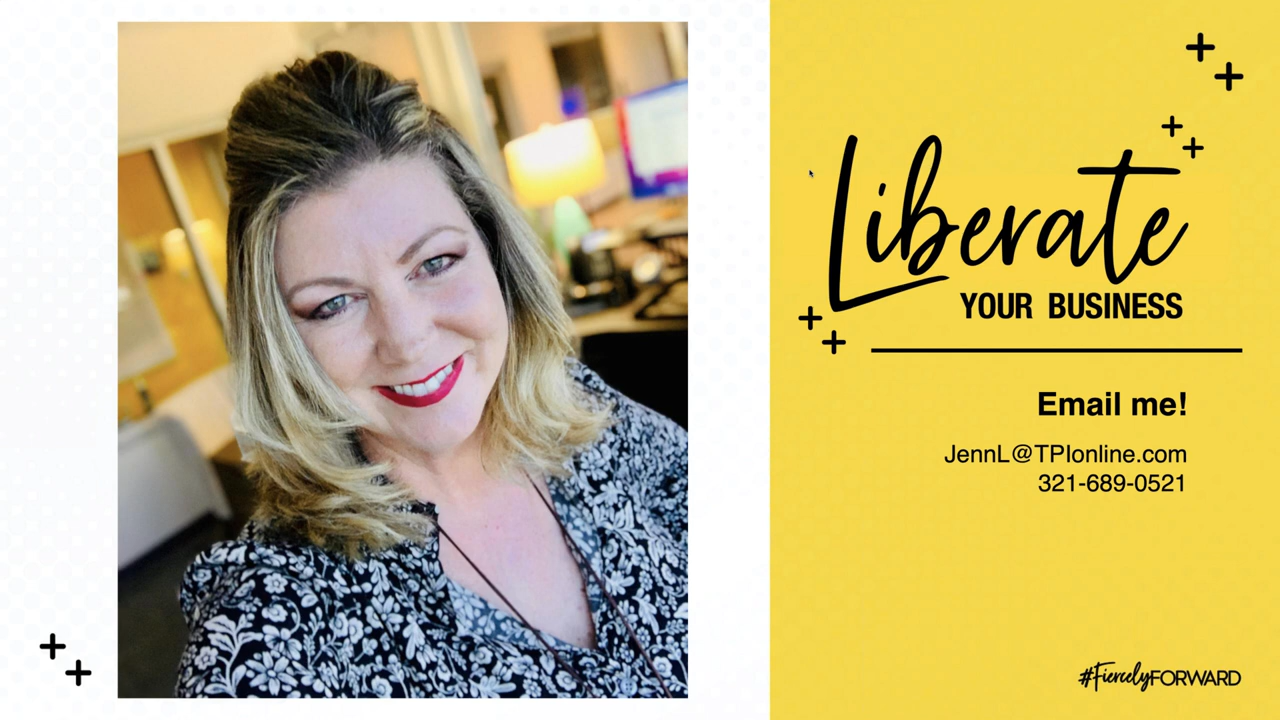 Liberate
YOUR BUSINESS
Email me!
JennL@TPIonline.com
321-689-0521
#FiercelyFORWARD